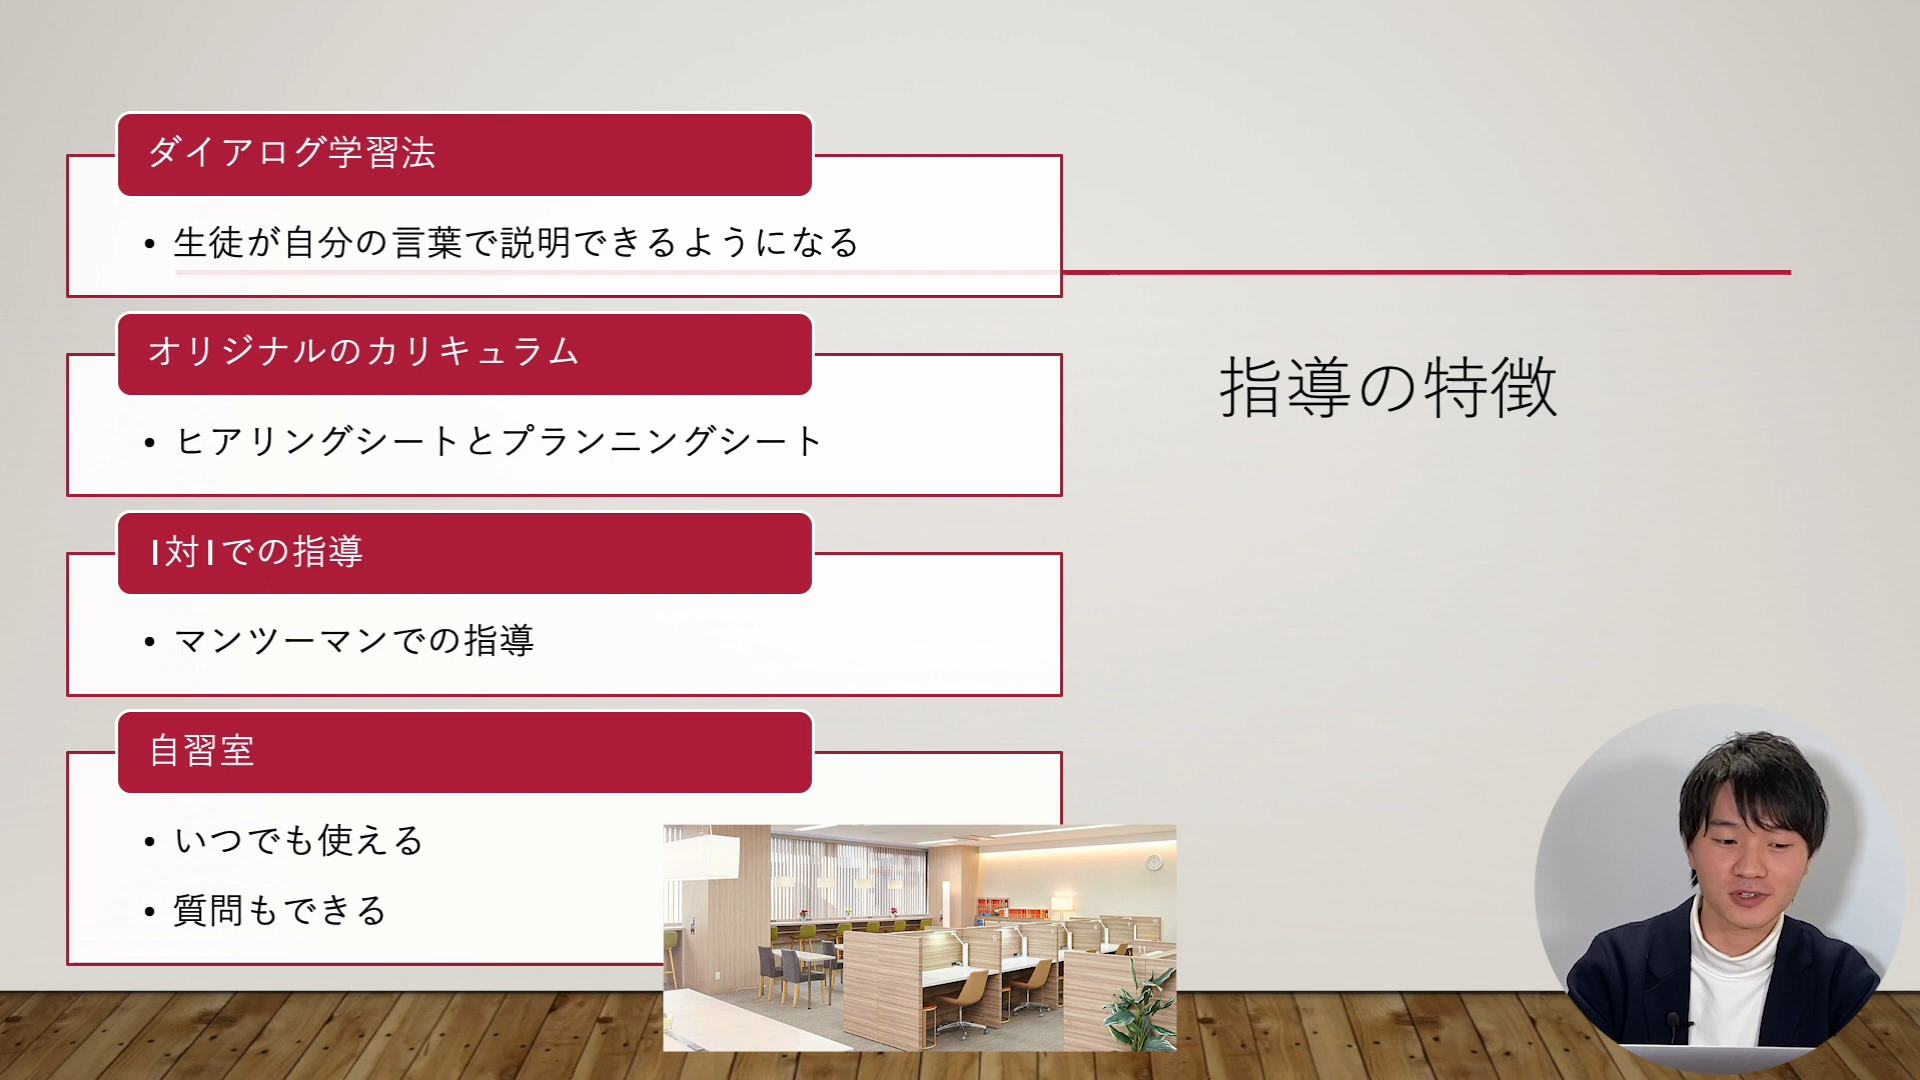 ダイアログ学習法
• 生徒が自分の言葉で説明できるようになる
オリジナルのカリキュラム
• ヒアリングシートとプランニングシート
1対1での指導
• マンツーマンでの指導
自習室
• いつでも使える
• 質問もできる
指導の特徴